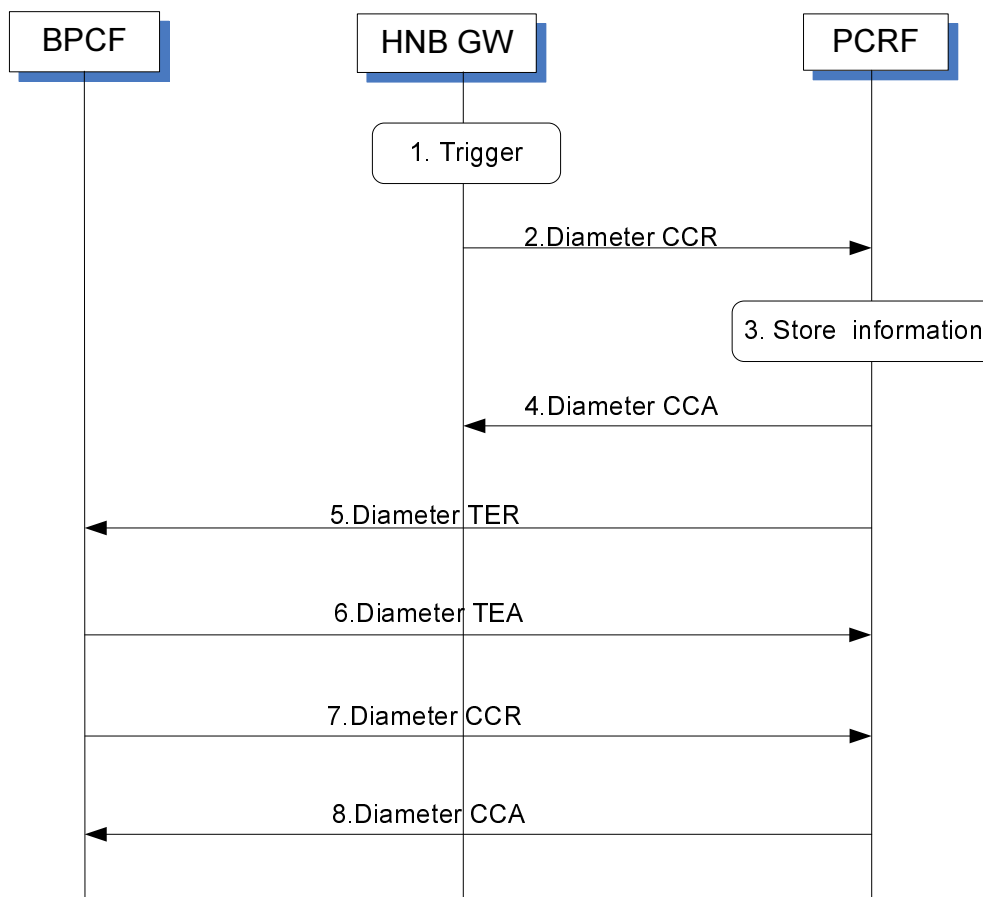 BPCF
HNB GW
PCRF
1. Trigger
2.Diameter CCR
3. Store  information
4.Diameter CCA
5.Diameter TER
6.Diameter TEA
7.Diameter CCR
8.Diameter CCA